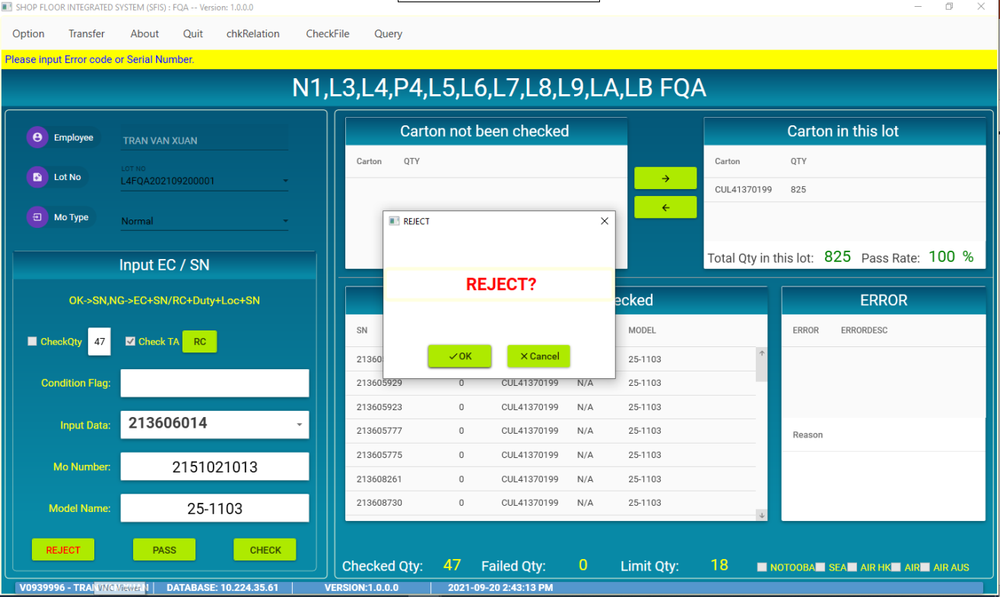 SHOP FLOOR INTEGRATED SYSTEM (SFIS) : FQA -- Version: 1.0.0.0
Option Transfer About Quit chkRelation CheckFile Query
Please input Error code or Serial Number.
N1,L3,L4,P4,L5,L6,L7,L8,L9,LA,LB FQA
Employee TRAN VAN XUAN
LOT NO
Lot No L4FQA202109200001
Mo Type Normal
Input EC / SN
OK->SN,NG->EC+SN/RC+Duty+Loc+SN
CheckQty 47 Check TA RC
Condition Flag:
Input Data: 213606014
Mo Number: 2151021013
Model Name: 25-1103
REJECT PASS CHECK
Carton not been checked
Carton QTY
Carton in this lot
Carton QTY
CUL41370199 825
Total Qty in this lot: 825 Pass Rate: 100 %
REJECT
REJECT?
OK Cancel
ecked
SN MODEL
21360 25-1103
213605929 0 CUL41370199 N/A 25-1103
213605923 0 CUL41370199 N/A 25-1103
213605777 0 CUL41370199 N/A 25-1103
213605775 0 CUL41370199 N/A 25-1103
213608261 0 CUL41370199 N/A 25-1103
213608730 0 CUL41370199 N/A 25-1103
ERROR
ERROR ERRORDESC
Reason
Checked Qty: 47 Failed Qty: 0 Limit Qty: 18 NOTOOBA SEA AIR HK AIR AIR AUS
V0939996 - TRAN VNC Viewer N DATABASE: 10.224.35.61 VERSION:1.0.0.0 2021-09-20 2:43:13 PM